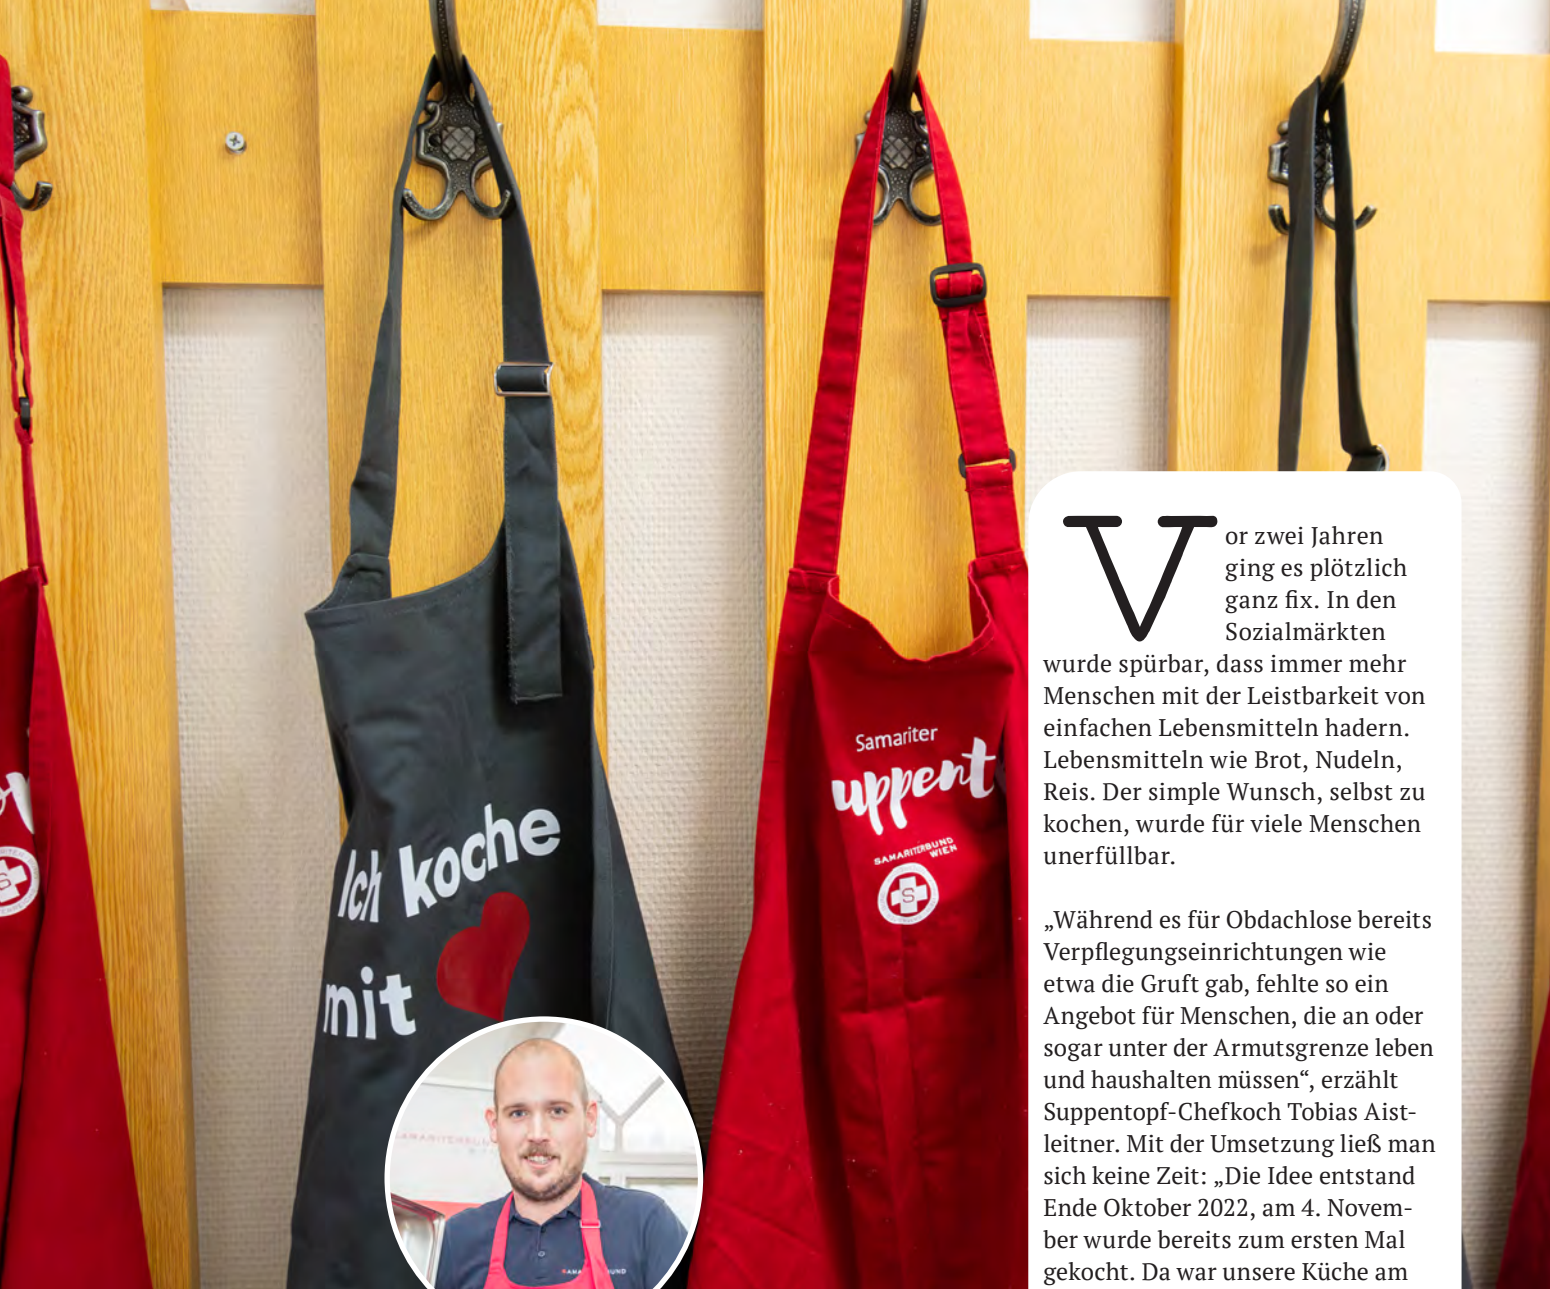 Ich koche
mit
Samariter
uppent
SAMARITERBUND
WIEN
S
Vor zwei Jahren
ging es plötzlich
ganz fix. In den
Sozialmärkten
wurde spürbar, dass immer mehr
Menschen mit der Leistbarkeit von
einfachen Lebensmitteln hadern.
Lebensmitteln wie Brot, Nudeln,
Reis. Der simple Wunsch, selbst zu
kochen, wurde für viele Menschen
unerfüllbar.
„Während es für Obdachlose bereits
Verpflegungseinrichtungen wie
etwa die Gruft gab, fehlte so ein
Angebot für Menschen, die an oder
sogar unter der Armutsgrenze leben
und haushalten müssen“, erzählt
Suppentopf-Chefkoch Tobias Aist-
leitner. Mit der Umsetzung ließ man
sich keine Zeit: „Die Idee entstand
Ende Oktober 2022, am 4. Novem-
ber wurde bereits zum ersten Mal
gekocht. Da war unsere Küche am